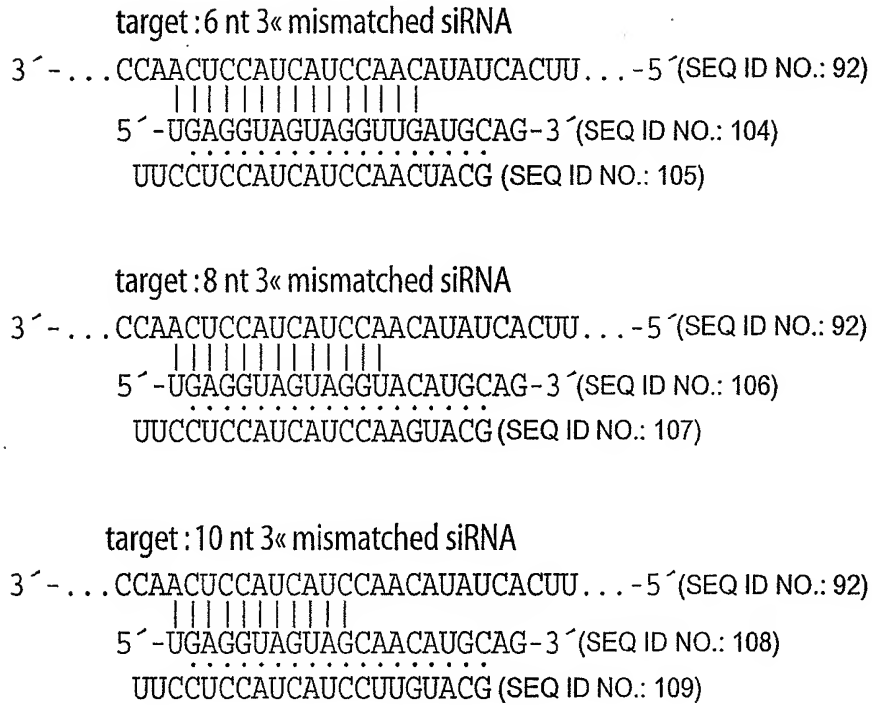 target:6 nt 3« mismatched siRNA
3´-...CCAACUCCAUCAUCCAACAUAUCACUU...-5´(SEQ ID NO.: 92)
5´-UGAGGUAGUAGGUUGAUGCAG-3´(SEQ ID NO.: 104)
UUCCUCCAUCAUCCAACUACG (SEQ ID NO.: 105)
target:8 nt 3« mismatched siRNA
3´-...CCAACUCCAUCAUCCAACAUAUCACUU...-5´(SEQ ID NO.: 92)
5´-UGAGGUAGUAGGUACAUGCAG-3´(SEQ ID NO.: 106)
UUCCUCCAUCAUCCAAGUACG (SEQ ID NO.: 107)
target:10 nt 3« mismatched siRNA
3´-...CCAACUCCAUCAUCCAACAUAUCACUU...-5´(SEQ ID NO.: 92)
5´-UGAGGUAGUAGCAACAUGCAG-3´(SEQ ID NO.: 108)
UUCCUCCAUCAUCCUUGUACG (SEQ ID NO.: 109)